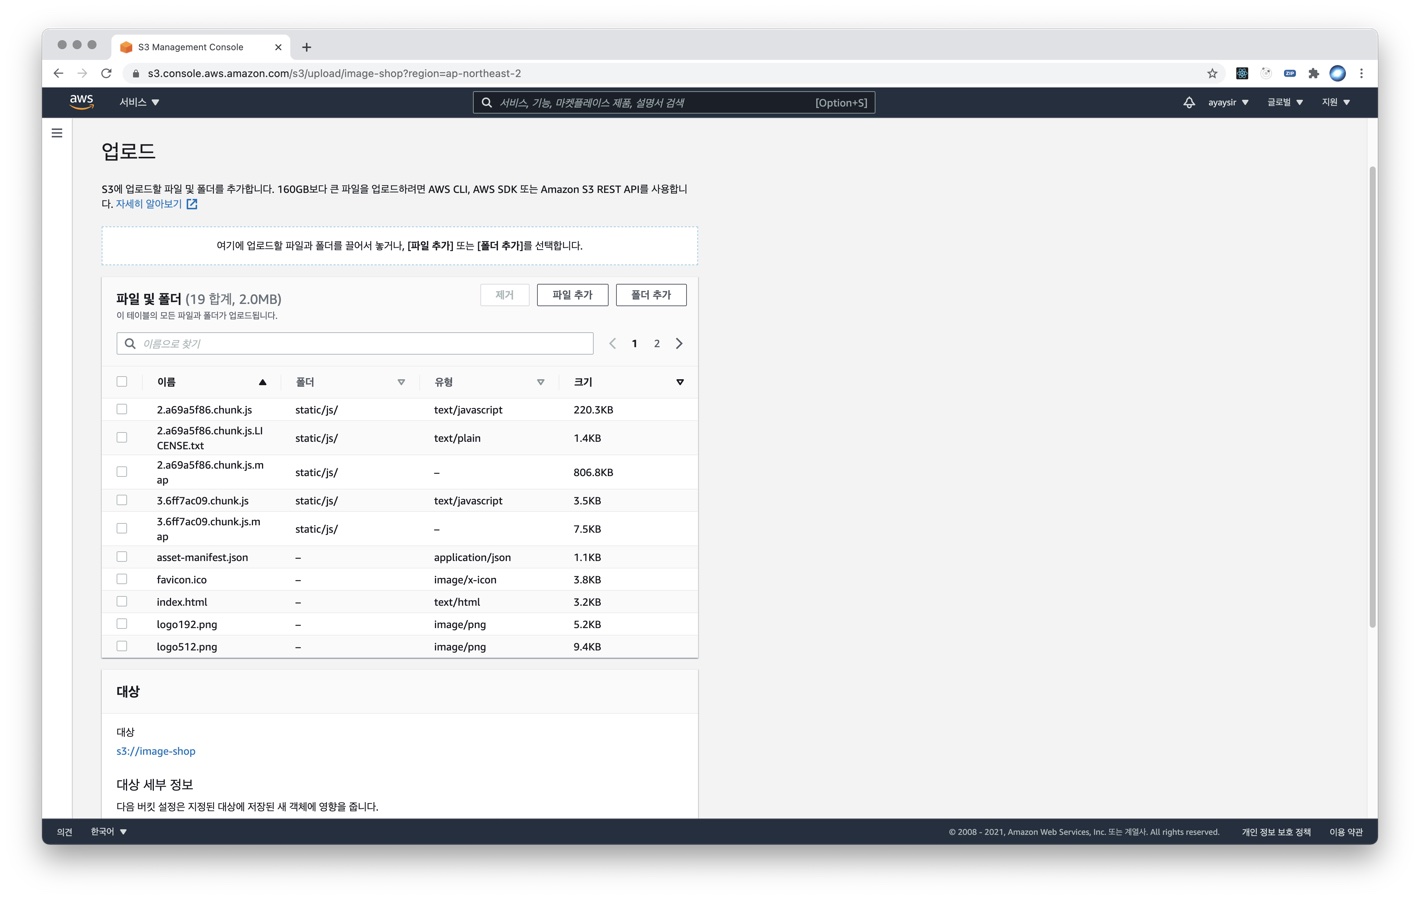 S3 Management Console
s3.console.aws.amazon.com/s3/upload/image-shop?region=ap-northeast-2
ZIP
aws
서비스
서비스, 기능, 마켓플레이스 제품, 설명서 검색
[Option+S]
ayaysir
글로벌
지원
업로드
S3에 업로드할 파일 및 폴더를 추가합니다. 160GB보다 큰 파일을 업로드하려면 AWS CLI, AWS SDK 또는 Amazon S3 REST API를 사용합니
다. 자세히 알아보기
여기에 업로드할 파일과 폴더를 끌어서 놓거나, [파일 추가] 또는 [폴더 추가]를 선택합니다.
파일 및 폴더 (19 합계, 2.0MB)
제거
파일 추가
폴더 추가
이 테이블의 모든 파일과 폴더가 업로드됩니다.
이름으로 찾기
1 2
이름 폴더 유형 크기
2.a69a5f86.chunk.js static/js/ text/javascript 220.3KB
2.a69a5f86.chunk.js.LI
CENSE.txt static/js/ text/plain 1.4KB
2.a69a5f86.chunk.js.m
ap static/js/ – 806.8KB
3.6ff7ac09.chunk.js static/js/ text/javascript 3.5KB
3.6ff7ac09.chunk.js.m
ap static/js/ – 7.5KB
asset-manifest.json – application/json 1.1KB
favicon.ico – image/x-icon 3.8KB
index.html – text/html 3.2KB
logo192.png – image/png 5.2KB
logo512.png – image/png 9.4KB
대상
대상
s3://image-shop
대상 세부 정보
다음 버킷 설정은 지정된 대상에 저장된 새 객체에 영향을 줍니다.
의견
한국어
© 2008 - 2021, Amazon Web Services, Inc. 또는 계열사. All rights reserved.
개인 정보 보호 정책
이용 약관